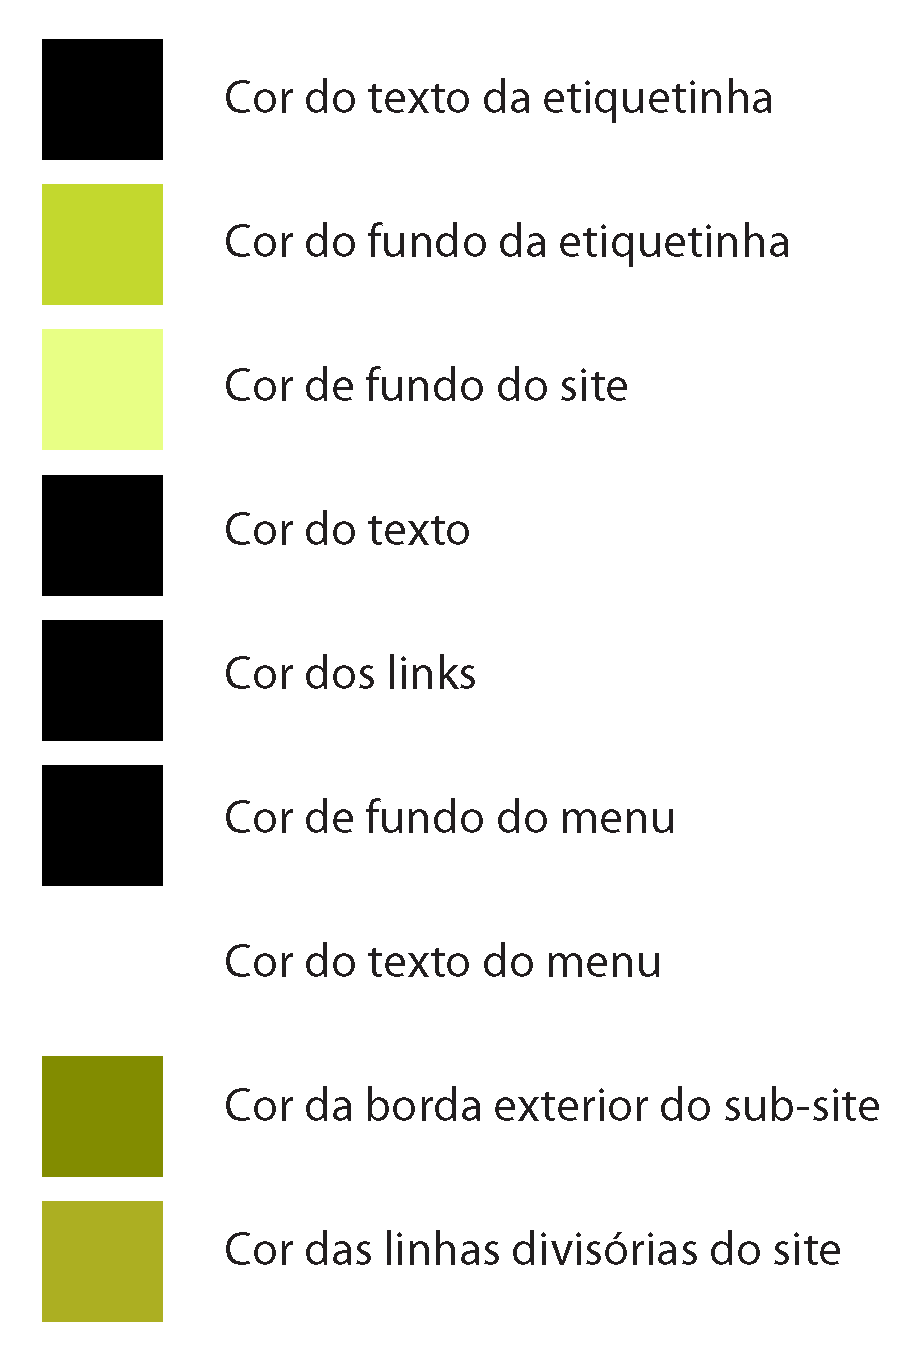 Cor do texto da etiquetinha
Cor do fundo da etiquetinha
Cor de fundo do site
Cor do texto
Cor dos links
Cor de fundo do menu
Cor do texto do menu
Cor da borda exterior do sub-site
Cor das linhas divisórias do site